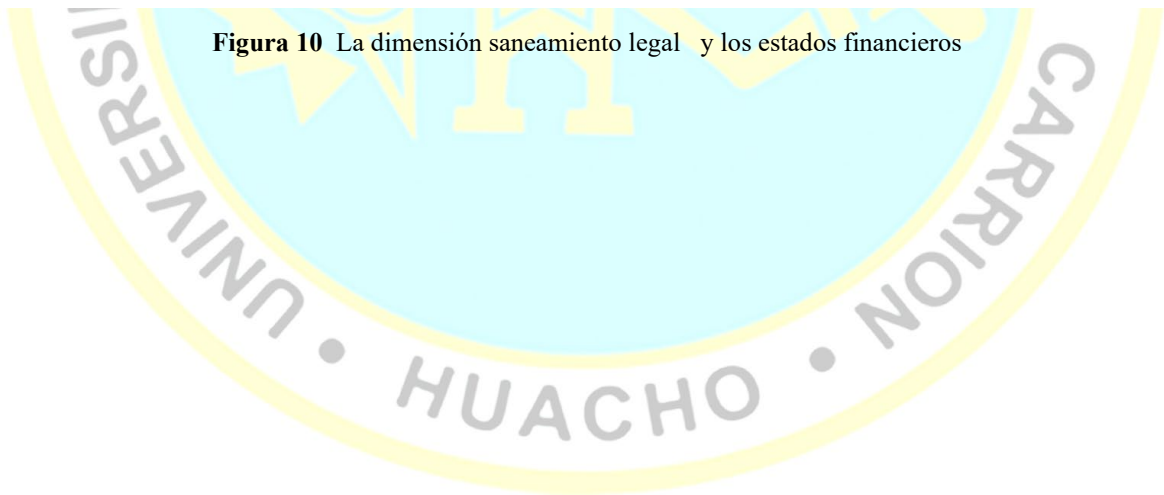 Figura 10 La dimensión saneamiento legal y los estados financieros
UNIVERSI
HUACHO
CARRION